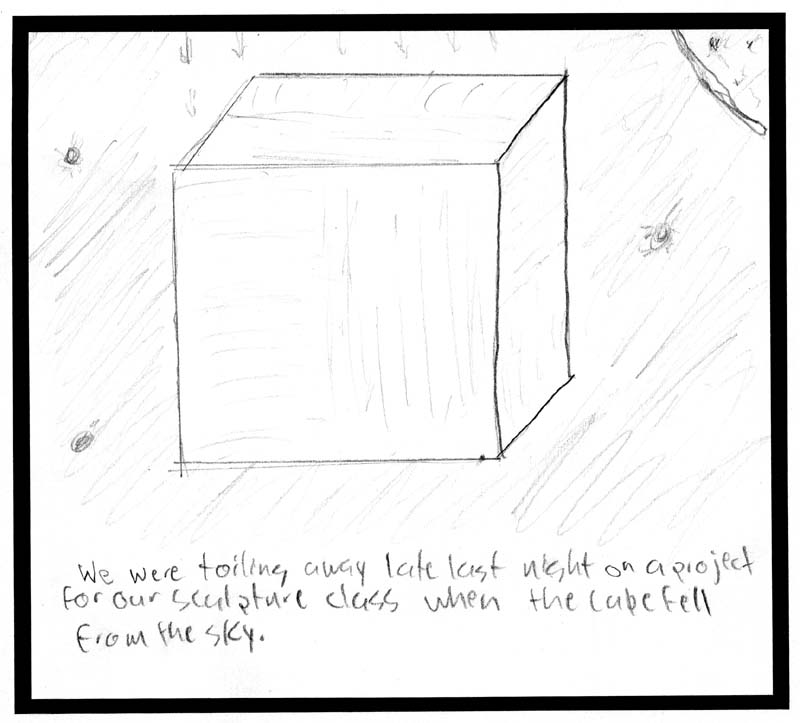 We were toiling away late last night on a project
for our sculpture class when the cube fell
from the sky.